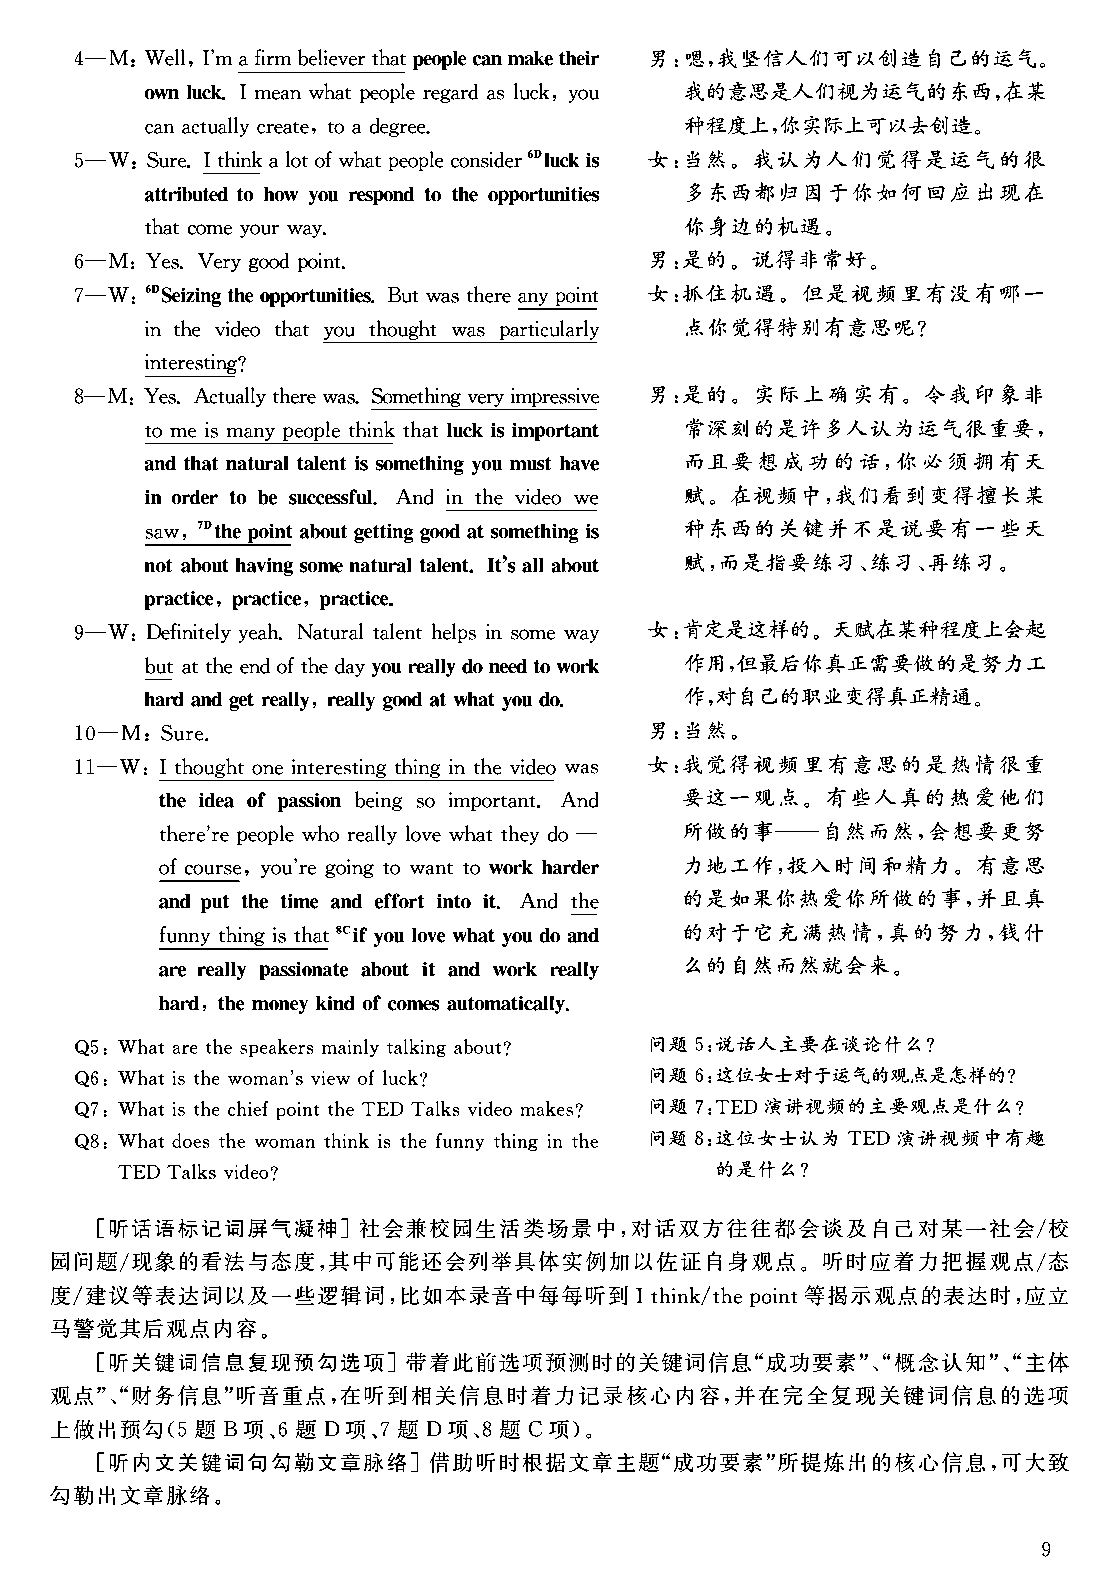 4—M: Well, I'm a firm believer that people can make their
own luck. I mean what people regard as luck, you
can actually create, to a degree.
5—W: Sure. I think a lot of what people consider 6Dluck is
attributed to how you respond to the opportunities
that come your way.
6—M: Yes. Very good point.
7—W: 6DSeizing the opportunities. But was there any point
in the video that you thought was particularly
interesting?
8—M: Yes. Actually there was. Something very impressive
to me is many people think that luck is important
and that natural talent is something you must have
in order to be successful. And in the video we
saw, 7Dthe point about getting good at something is
not about having some natural talent. It's all about
practice, practice, practice.
9—W: Definitely yeah. Natural talent helps in some way
but at the end of the day you really do need to work
hard and get really, really good at what you do.
10—M: Sure.
11—W: I thought one interesting thing in the video was
the idea of passion being so important. And
there're people who really love what they do —
of course, you're going to want to work harder
and put the time and effort into it. And the
funny thing is that 8Cif you love what you do and
are really passionate about it and work really
hard, the money kind of comes automatically.
Q5: What are the speakers mainly talking about?
Q6: What is the woman's view of luck?
Q7: What is the chief point the TED Talks video makes?
Q8: What does the woman think is the funny thing in the
TED Talks video?
男:嗯,我坚信人们可以创造自己的运气。
我的意思是人们视为运气的东西,在某
种程度上,你实际上可以去创造。
女:当然。我认为人们觉得是运气的很
多东西都归因于你如何回应出现在
你身边的机遇。
男:是的。说得非常好。
女:抓住机遇。但是视频里有没有哪一
点你觉得特别有意思呢?
男:是的。实际上确实有。令我印象非
常深刻的是许多人认为运气很重要,
而且要想成功的话,你必须拥有天
赋。在视频中,我们看到变得擅长某
种东西的关键并不是说要有一些天
赋,而是指要练习、练习、再练习。
女:肯定是这样的。天赋在某种程度上会起
作用,但最后你真正需要做的是努力工
作,对自己的职业变得真正精通。
男:当然。
女:我觉得视频里有意思的是热情很重
要这一观点。有些人真的热爱他们
所做的事——自然而然,会想要更努
力地工作,投入时间和精力。有意思
的是如果你热爱你所做的事,并且真
的对于它充满热情,真的努力,钱什
么的自然而然就会来。
问题 5:说话人主要在谈论什么?
问题 6:这位女士对于运气的观点是怎样的?
问题 7:TED 演讲视频的主要观点是什么?
问题 8:这位女士认为 TED 演讲视频中有趣
的是什么?
[听话语标记词屏气凝神] 社会兼校园生活类场景中,对话双方往往都会谈及自己对某一社会/校
园问题/现象的看法与态度,其中可能还会列举具体实例加以佐证自身观点。听时应着力把握观点/态
度/建议等表达词以及一些逻辑词,比如本录音中每每听到 I think/the point 等揭示观点的表达时,应立
马警觉其后观点内容。
[听关键词信息复现预勾选项] 带着此前选项预测时的关键词信息“成功要素”、“概念认知”、“主体
观点”、“财务信息”听音重点,在听到相关信息时着力记录核心内容,并在完全复现关键词信息的选项
上做出预勾(5 题 B 项、6 题 D 项、7 题 D 项、8 题 C 项)。
[听内文关键词句勾勒文章脉络] 借助听时根据文章主题“成功要素”所提炼出的核心信息,可大致
勾勒出文章脉络。
9